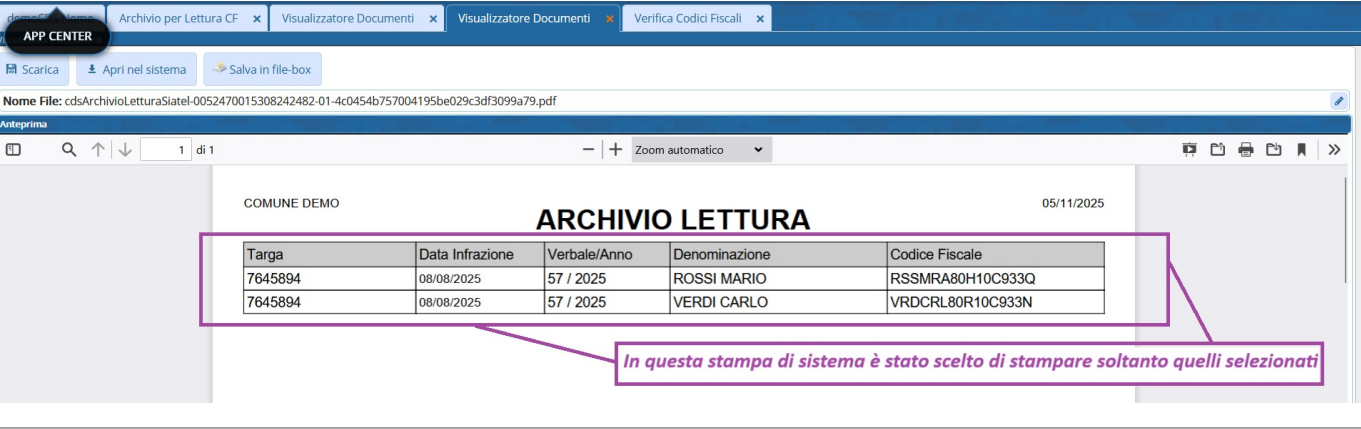 Archivio per Lettura CF x Visualizzatore Documenti x Visualizzatore Documenti x Verifica Codici Fiscali x
APP CENTER
Scarica Apri nel sistema Salva in file-box
Nome File: cdsArchivioLetturaSiatel-0052470015308242482-01-4c0454b757004195be029c3df3099a79.pdf
Anteprima
1 di 1 Zoom automatico
COMUNE DEMO 05/11/2025
ARCHIVIO LETTURA
Targa Data Infrazione Verbale/Anno Denominazione Codice Fiscale
7645894 08/08/2025 57 / 2025 ROSSI MARIO RSSMRA80H10C933Q
7645894 08/08/2025 57 / 2025 VERDI CARLO VRDCRL80R10C933N
In questa stampa di sistema è stato scelto di stampare soltanto quelli selezionati